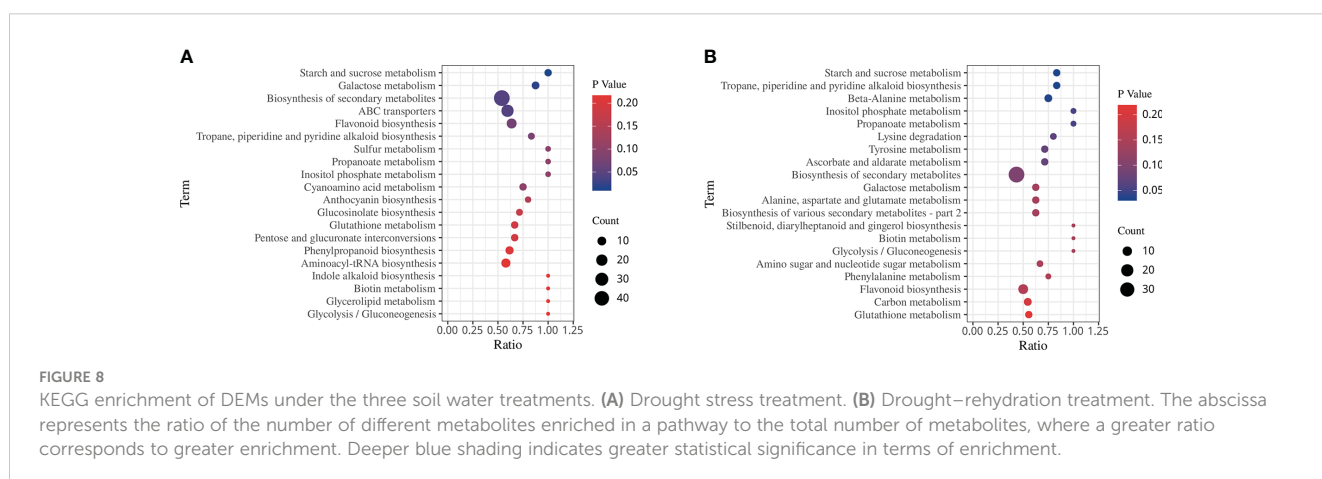 A
Starch and sucrose metabolism
Galactose metabolism
Biosynthesis of secondary metabolites
ABC transporters
Flavonoid biosynthesis
Tropane, piperidine and pyridine alkaloid biosynthesis
Sulfur metabolism
Propanoate metabolism
Inositol phosphate metabolism
Cyanoamino acid metabolism
Anthocyanin biosynthesis
Glucosinolate biosynthesis
Glutathione metabolism
Pentose and glucuronate interconversions
Phenylpropanoid biosynthesis
Aminoacyl-tRNA biosynthesis
Indole alkaloid biosynthesis
Biotin metabolism
Glycerolipid metabolism
Glycolysis / Gluconeogenesis
Term
0.00 0.25 0.50 0.75 1.00 1.25
Ratio
P Value
0.20
0.15
0.10
0.05
Count
10
20
30
40
B
Starch and sucrose metabolism
Tropane, piperidine and pyridine alkaloid biosynthesis
Beta-Alanine metabolism
Inositol phosphate metabolism
Propanoate metabolism
Lysine degradation
Tyrosine metabolism
Ascorbate and aldarate metabolism
Biosynthesis of secondary metabolites
Galactose metabolism
Alanine, aspartate and glutamate metabolism
Biosynthesis of various secondary metabolites - part 2
Stilbenoid, diarylheptanoid and gingerol biosynthesis
Biotin metabolism
Glycolysis / Gluconeogenesis
Amino sugar and nucleotide sugar metabolism
Phenylalanine metabolism
Flavonoid biosynthesis
Carbon metabolism
Glutathione metabolism
Term
0.00 0.25 0.50 0.75 1.00 1.25
Ratio
P Value
0.20
0.15
0.10
0.05
Count
10
20
30
FIGURE 8
KEGG enrichment of DEMs under the three soil water treatments. (A) Drought stress treatment. (B) Drought–rehydration treatment. The abscissa
represents the ratio of the number of different metabolites enriched in a pathway to the total number of metabolites, where a greater ratio
corresponds to greater enrichment. Deeper blue shading indicates greater statistical significance in terms of enrichment.